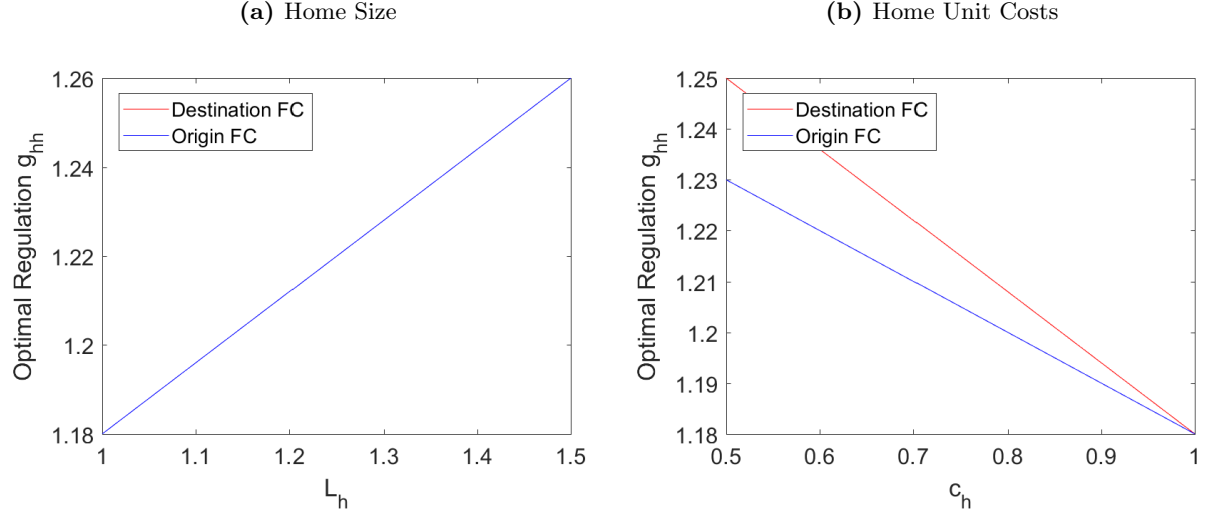 (a) Home Size
1.26
1.24
1.22
1.2
1.18
1
1.1
1.2
1.3
1.4
1.5
Optimal Regulation g_hh
L_h
Destination FC
Origin FC
(b) Home Unit Costs
1.25
1.24
1.23
1.22
1.21
1.2
1.19
1.18
0.5
0.6
0.7
0.8
0.9
1
Optimal Regulation g_hh
c_h
Destination FC
Origin FC